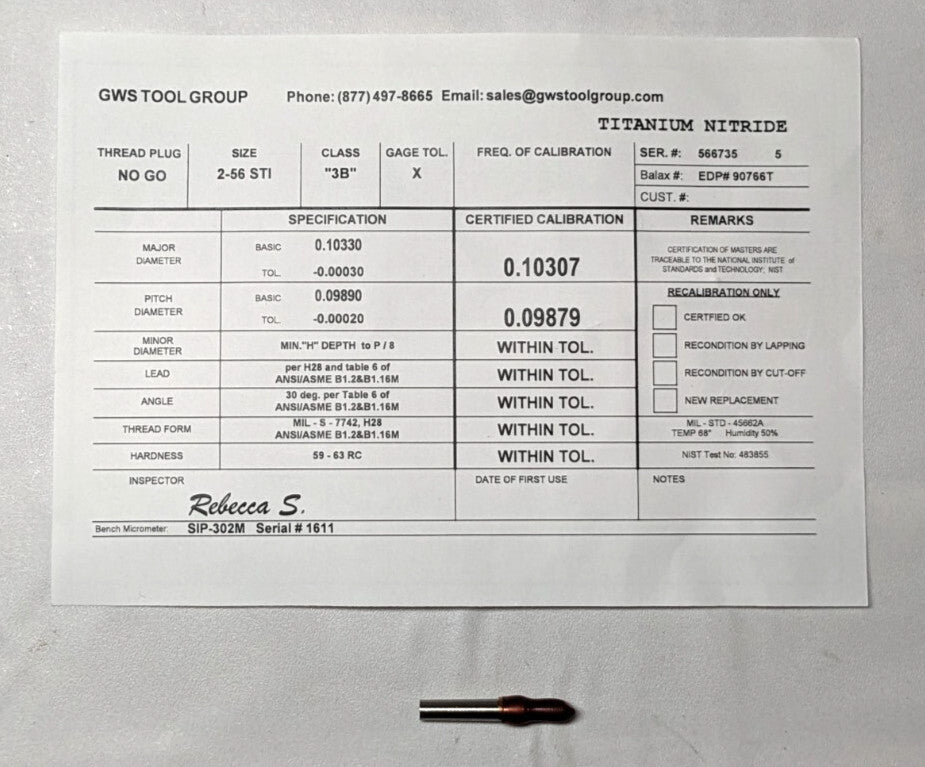 GWS TOOL GROUP Phone: (877) 497-8665 Email: sales@gwstoolgroup.com
TITANIUM NITRIDE
THREAD PLUG SIZE CLASS GAGE TOL. FREQ. OF CALIBRATION SER. #: 566735 5
NO GO 2-56 STI "3B" X Balax #: EDP# 90766T
CUST. #:
SPECIFICATION CERTIFIED CALIBRATION REMARKS
MAJOR DIAMETER BASIC 0.10330
TOL. -0.00030
0.10307
CERTIFICATION OF MASTERS ARE
TRACEABLE TO THE NATIONAL INSTITUTE of
STANDARDS and TECHNOLOGY; NIST
PITCH DIAMETER BASIC 0.09890
TOL. -0.00020
0.09879
RECALIBRATION ONLY
CERTFIED OK
MINOR DIAMETER MIN."H" DEPTH to P / 8 WITHIN TOL. RECONDITION BY LAPPING
LEAD per H28 and table 6 of
ANSI/ASME B1.2&B1.16M
WITHIN TOL. RECONDITION BY CUT-OFF
ANGLE 30 deg. per Table 6 of
ANSI/ASME B1.2&B1.16M
WITHIN TOL. NEW REPLACEMENT
THREAD FORM MIL - S - 7742, H28
ANSI/ASME B1.2&B1.16M
WITHIN TOL. MIL - STD - 45662A
TEMP 68° Humidity 50%
HARDNESS 59 - 63 RC WITHIN TOL. NIST Test No: 483855
INSPECTOR DATE OF FIRST USE NOTES
Rebecca S.
Bench Micrometer: SIP-302M Serial # 1611